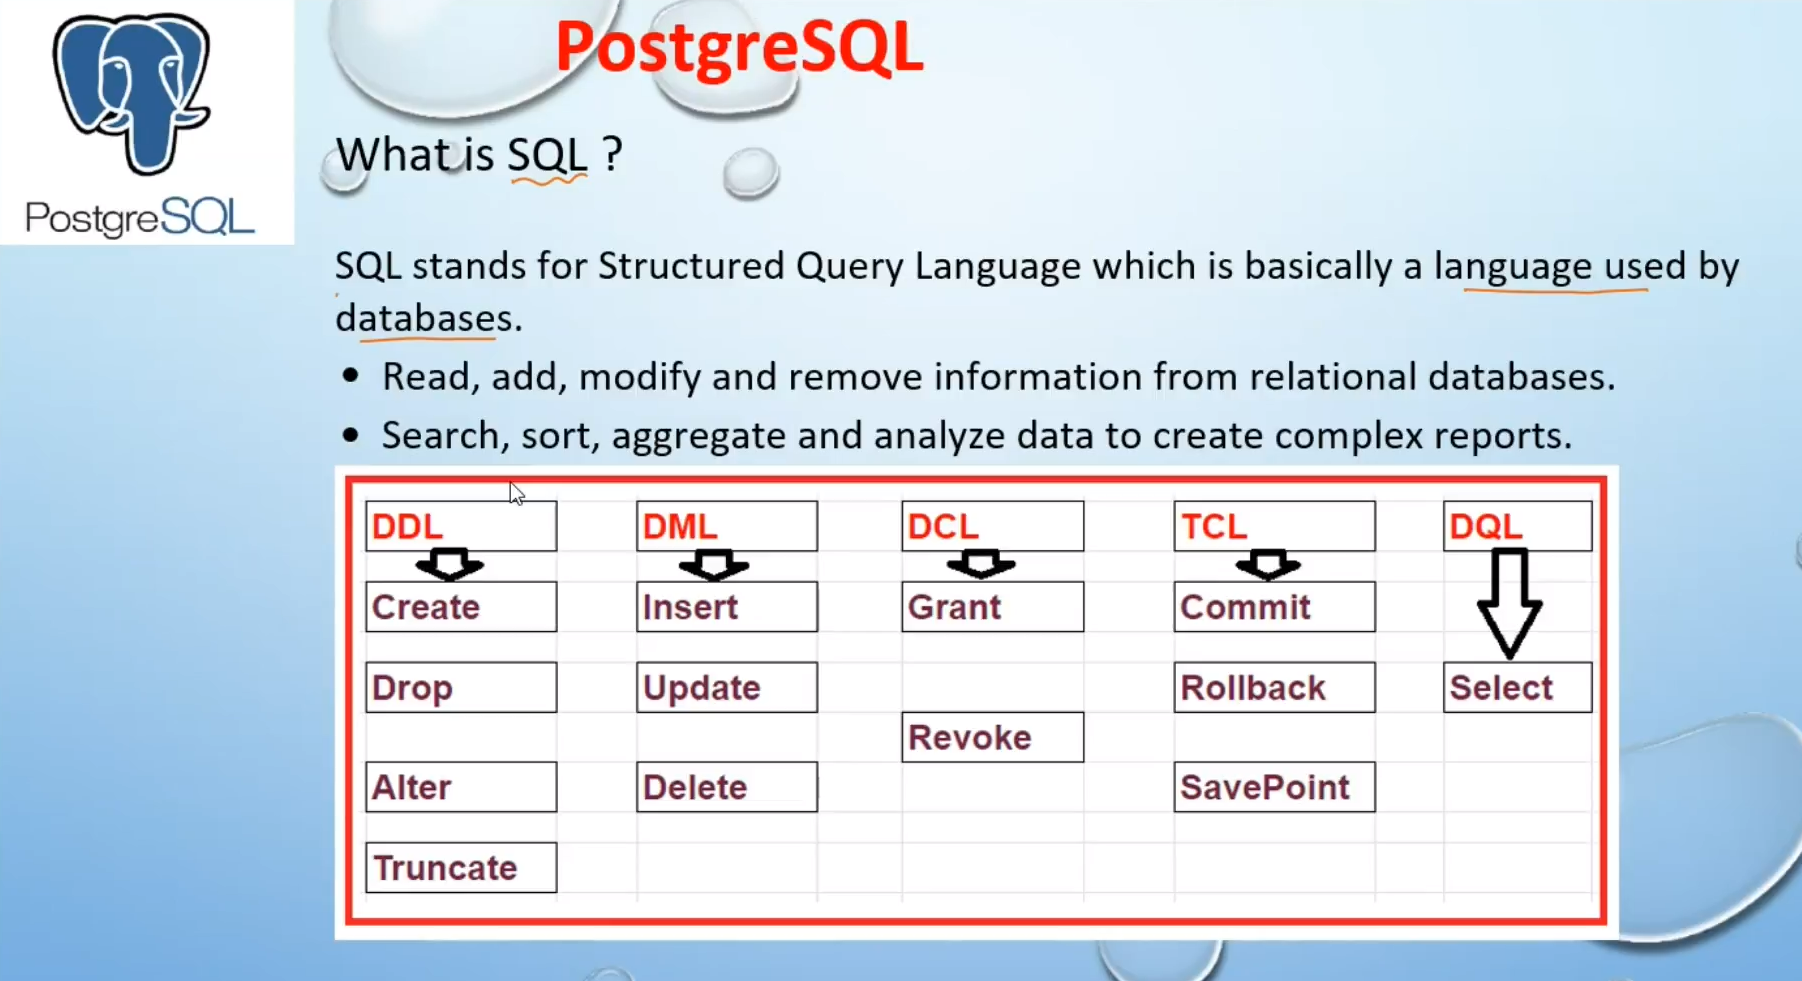 PostgreSQL
PostgreSQL
What is SQL ?
SQL stands for Structured Query Language which is basically a language used by
databases.
• Read, add, modify and remove information from relational databases.
• Search, sort, aggregate and analyze data to create complex reports.
DDL DML DCL TCL DQL
Create Insert Grant Commit
Drop Update Rollback Select
Revoke
Alter Delete SavePoint
Truncate